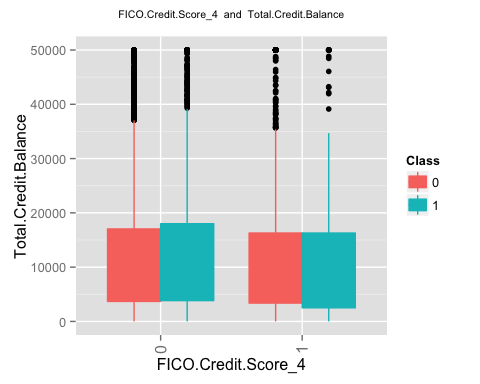 FICO.Credit.Score_4 and Total.Credit.Balance
50000
40000
30000
20000
10000
0
Total.Credit.Balance
0
1
FICO.Credit.Score_4
Class
0
1